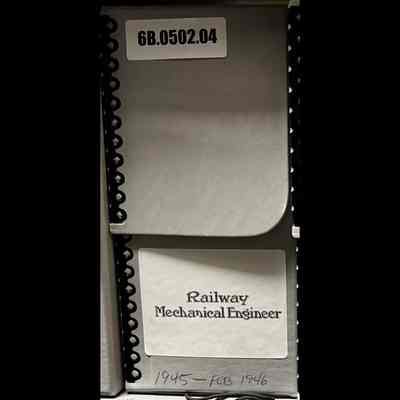 6B.0502.04
Railway
Mechanical Engineer
1945 — FEB 1946